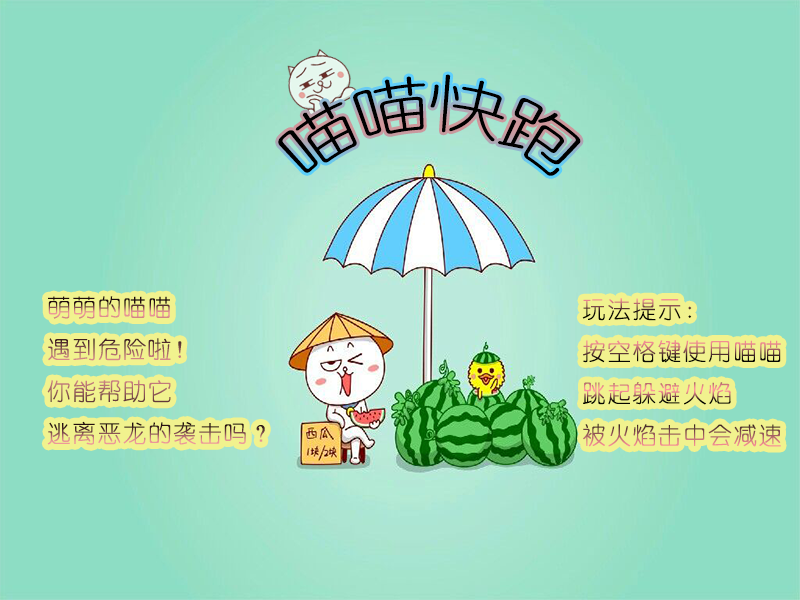 喵喵快跑
萌萌的喵喵
遇到危险啦！
你能帮助它
逃离恶龙的袭击吗？
玩法提示：
按空格键使用喵喵
跳起躲避火焰
被火焰击中会减速
西瓜
1块/2块